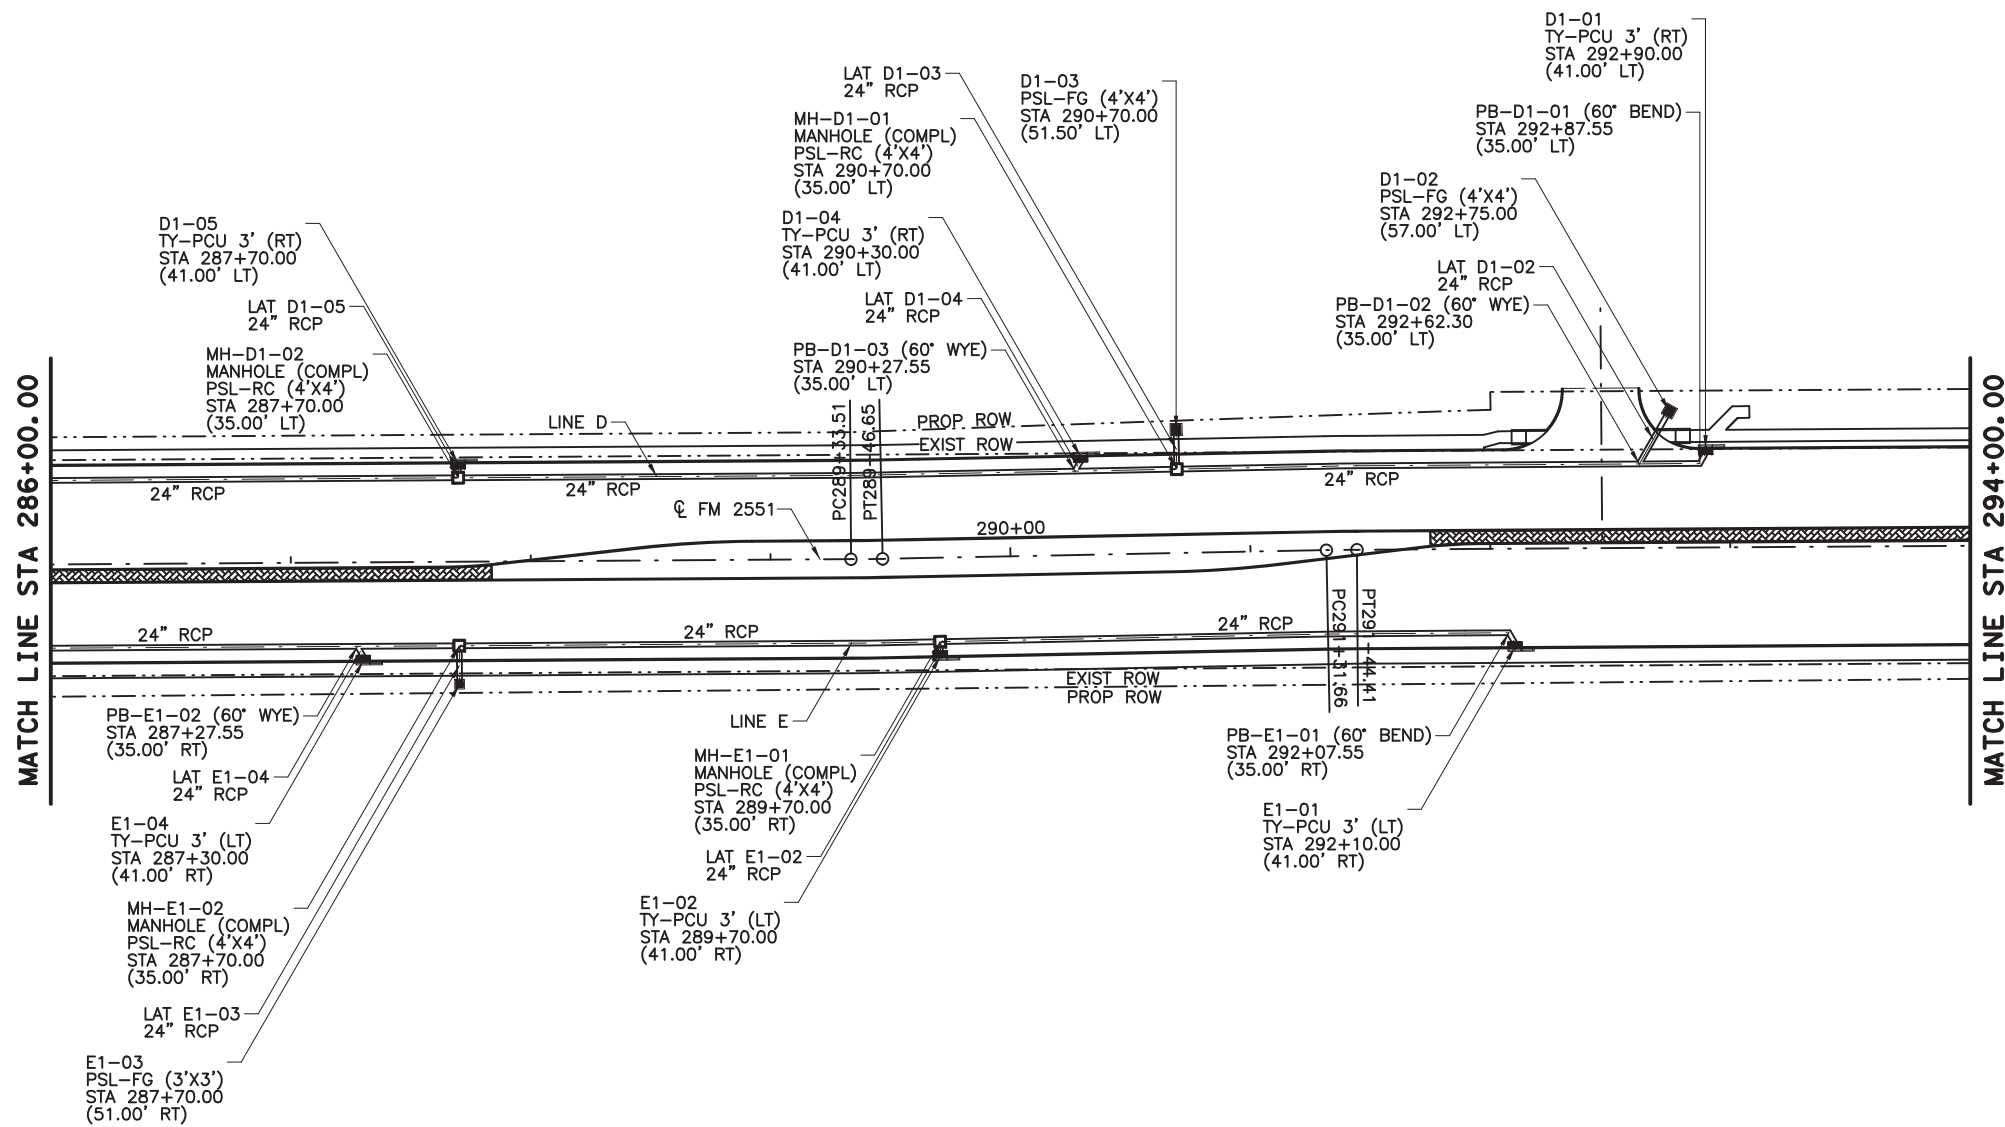 D1-01
TY-PCU 3' (RT)
STA 292+90.00
(41.00' LT)
LAT D1-03
24" RCP
D1-03
PSL-FG (4'X4')
STA 290+70.00
(51.50' LT)
MH-D1-01
MANHOLE (COMPL)
PSL-RC (4'X4')
STA 290+70.00
(35.00' LT)
PB-D1-01 (60° BEND)
STA 292+87.55
(35.00' LT)
D1-02
PSL-FG (4'X4')
STA 292+75.00
(57.00' LT)
D1-05
TY-PCU 3' (RT)
STA 287+70.00
(41.00' LT)
D1-04
TY-PCU 3' (RT)
STA 290+30.00
(41.00' LT)
LAT D1-02
24" RCP
LAT D1-05
24" RCP
LAT D1-04
24" RCP
PB-D1-02 (60° WYE)
STA 292+62.30
(35.00' LT)
MH-D1-02
MANHOLE (COMPL)
PSL-RC (4'X4')
STA 287+70.00
(35.00' LT)
PB-D1-03 (60° WYE)
STA 290+27.55
(35.00' LT)
MATCH LINE STA 286+00.00
MATCH LINE STA 294+00.00
LINE D
PROP ROW
EXIST ROW
PC289+33.51
PT289+46.65
24" RCP
24" RCP
24" RCP
℄ FM 2551
290+00
24" RCP
24" RCP
24" RCP
PC291+31.66
PT291+44.41
EXIST ROW
PROP ROW
PB-E1-02 (60° WYE)
STA 287+27.55
(35.00' RT)
LINE E
PB-E1-01 (60° BEND)
STA 292+07.55
(35.00' RT)
LAT E1-04
24" RCP
MH-E1-01
MANHOLE (COMPL)
PSL-RC (4'X4')
STA 289+70.00
(35.00' RT)
E1-01
TY-PCU 3' (LT)
STA 292+10.00
(41.00' RT)
E1-04
TY-PCU 3' (LT)
STA 287+30.00
(41.00' RT)
LAT E1-02
24" RCP
E1-02
TY-PCU 3' (LT)
STA 289+70.00
(41.00' RT)
MH-E1-02
MANHOLE (COMPL)
PSL-RC (4'X4')
STA 287+70.00
(35.00' RT)
LAT E1-03
24" RCP
E1-03
PSL-FG (3'X3')
STA 287+70.00
(51.00' RT)